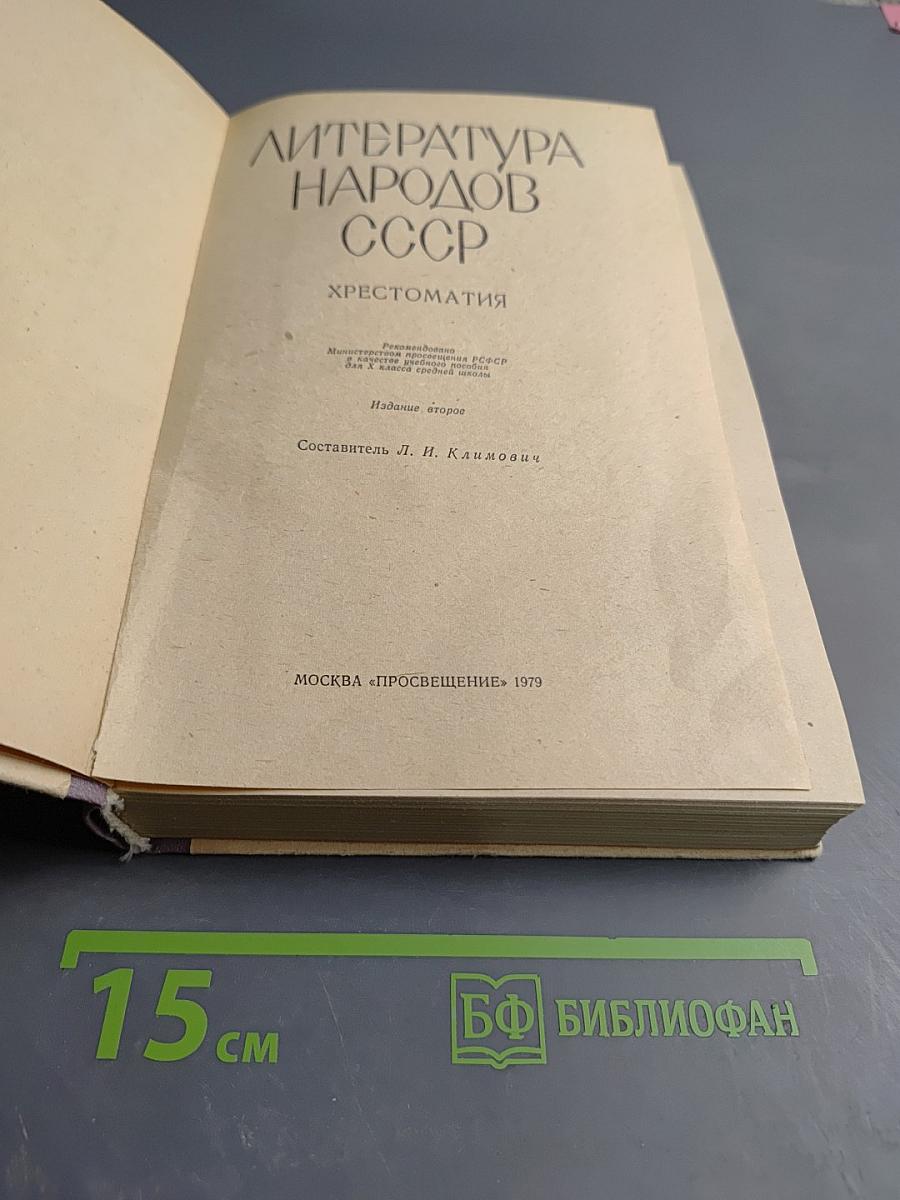 ЛИТЕРАТУРА
НАРОДОВ
СССР
ХРЕСТОМАТИЯ
Рекомендовано
Министерством просвещения РСФСР
в качестве учебного пособия
для X класса средней школы
Издание второе
Составитель Л. И. Климович
МОСКВА «ПРОСВЕЩЕНИЕ» 1979
15 см
БФ БИБЛИОФАН